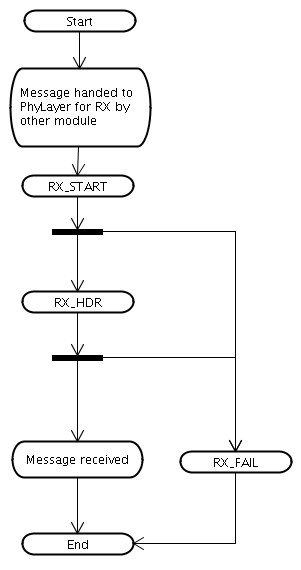 Start
Message handed to
PhyLayer for RX by
other module
RX_START
RX_HDR
Message received
RX_FAIL
End